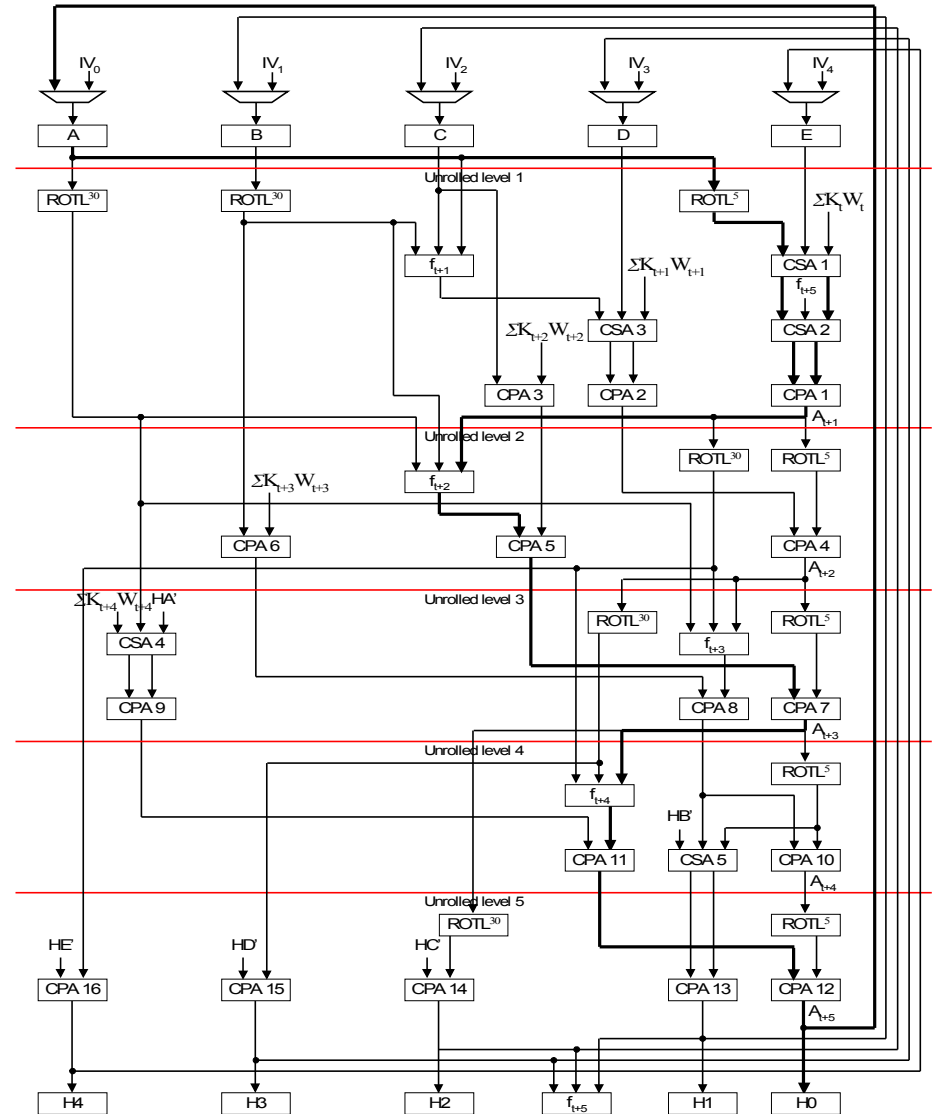 IV0 IV1 IV2 IV3 IV4
A B C D E
Unrolled level 1
ROTL30 ROTL30 ROTL5
ΣKtWt
ft+1 CSA 1
ΣKt+1Wt+1 ft+5
CSA 3 CSA 2
ΣKt+2Wt+2
CPA 3 CPA 2 CPA 1
At+1
Unrolled level 2
ROTL30 ROTL5
ft+2
ΣKt+3Wt+3
CPA 6 CPA 5 CPA 4
At+2
Unrolled level 3
ΣKt+4Wt+4 HA'
ROTL30 ROTL5
CSA 4 ft+3
CPA 9 CPA 8 CPA 7
At+3
Unrolled level 4
ROTL5
ft+4
HB'
CPA 11 CSA 5 CPA 10
At+4
Unrolled level 5
ROTL30 ROTL5
HE' HD' HC'
CPA 16 CPA 15 CPA 14 CPA 13 CPA 12
At+5
H4 H3 H2 ft+5 H1 H0